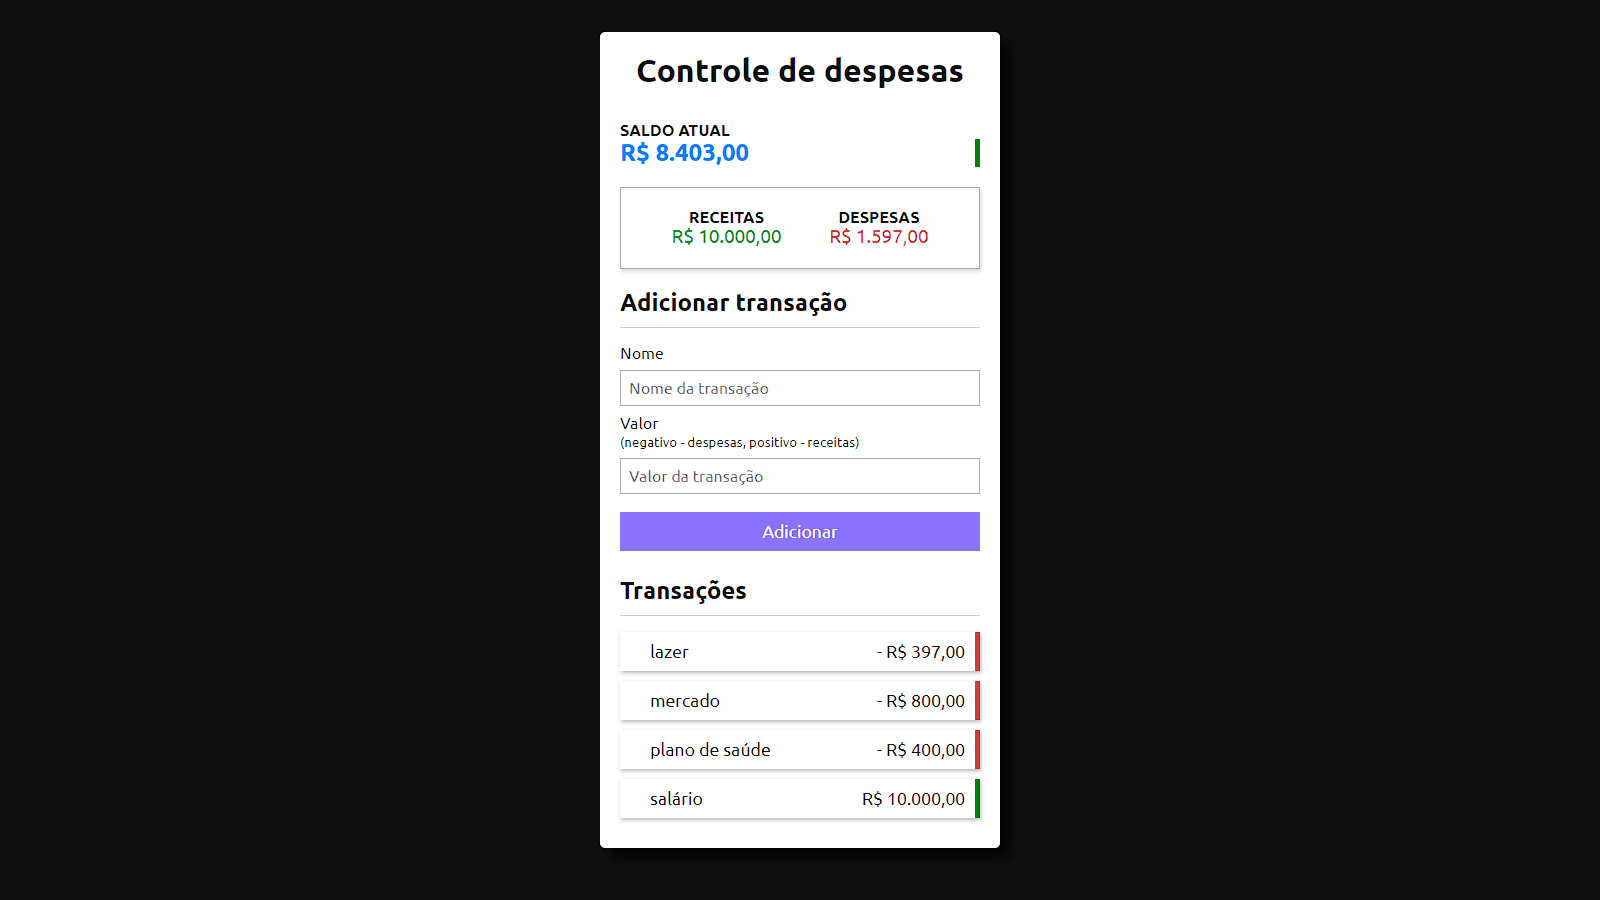 Controle de despesas
SALDO ATUAL
R$ 8.403,00
RECEITAS DESPESAS
R$ 10.000,00 R$ 1.597,00
Adicionar transação
Nome
Nome da transação
Valor
(negativo - despesas, positivo - receitas)
Valor da transação
Adicionar
Transações
lazer - R$ 397,00
mercado - R$ 800,00
plano de saúde - R$ 400,00
salário R$ 10.000,00